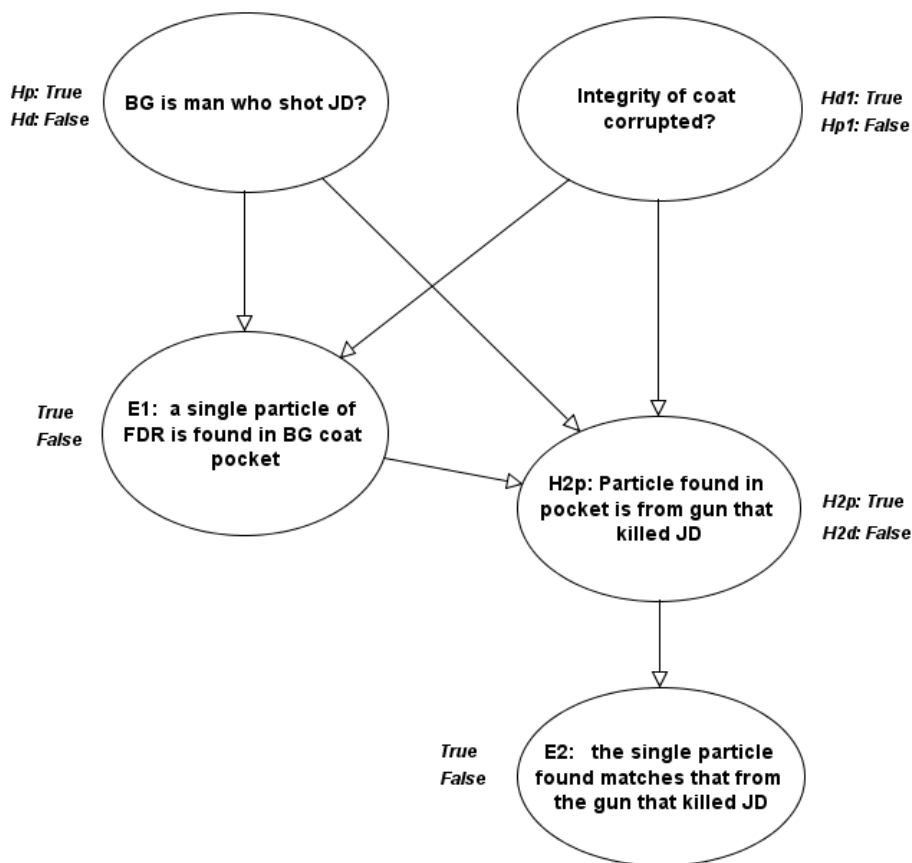 Hp: True
Hd: False
BG is man who shot JD?
Integrity of coat
corrupted?
Hd1: True
Hp1: False
True
False
E1: a single particle of
FDR is found in BG coat
pocket
H2p: Particle found in
pocket is from gun that
killed JD
H2p: True
H2d: False
True
False
E2: the single particle
found matches that from
the gun that killed JD